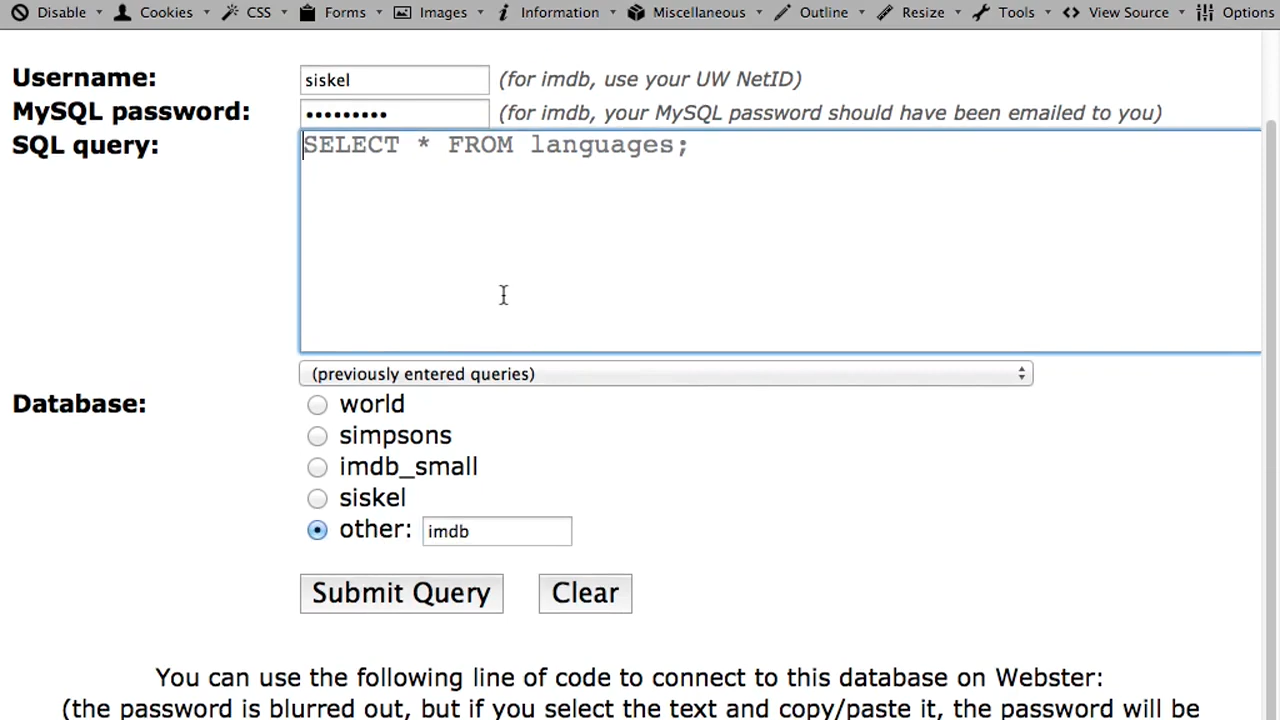 Disable Cookies CSS Forms Images Information Miscellaneous Outline Resize Tools View Source Options
Username: siskel (for imdb, use your UW NetID)
MySQL password: ••••••••• (for imdb, your MySQL password should have been emailed to you)
SQL query: SELECT * FROM languages;
(previously entered queries)
Database: world
simpsons
imdb_small
siskel
other: imdb
Submit Query Clear
You can use the following line of code to connect to this database on Webster:
(the password is blurred out, but if you select the text and copy/paste it, the password will be